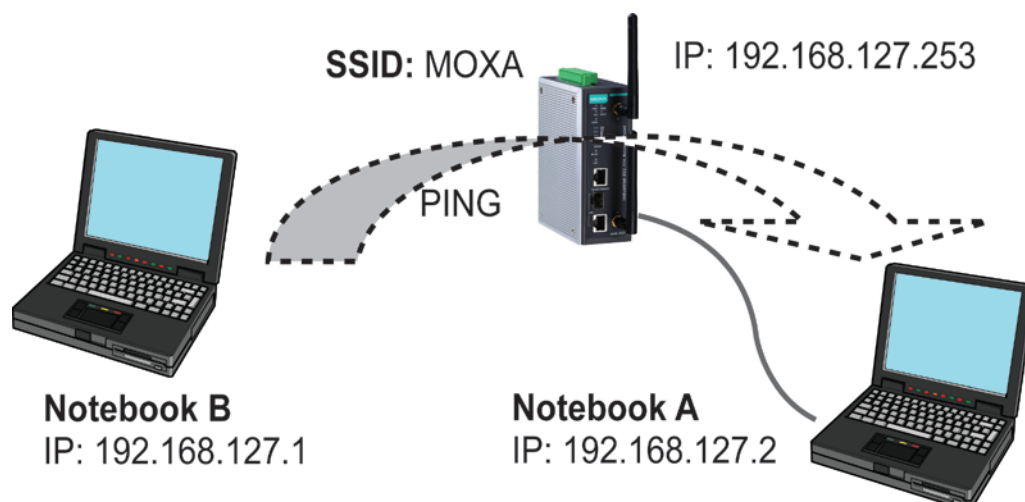 SSID: MOXA
IP: 192.168.127.253
PING
Notebook B
IP: 192.168.127.1
Notebook A
IP: 192.168.127.2